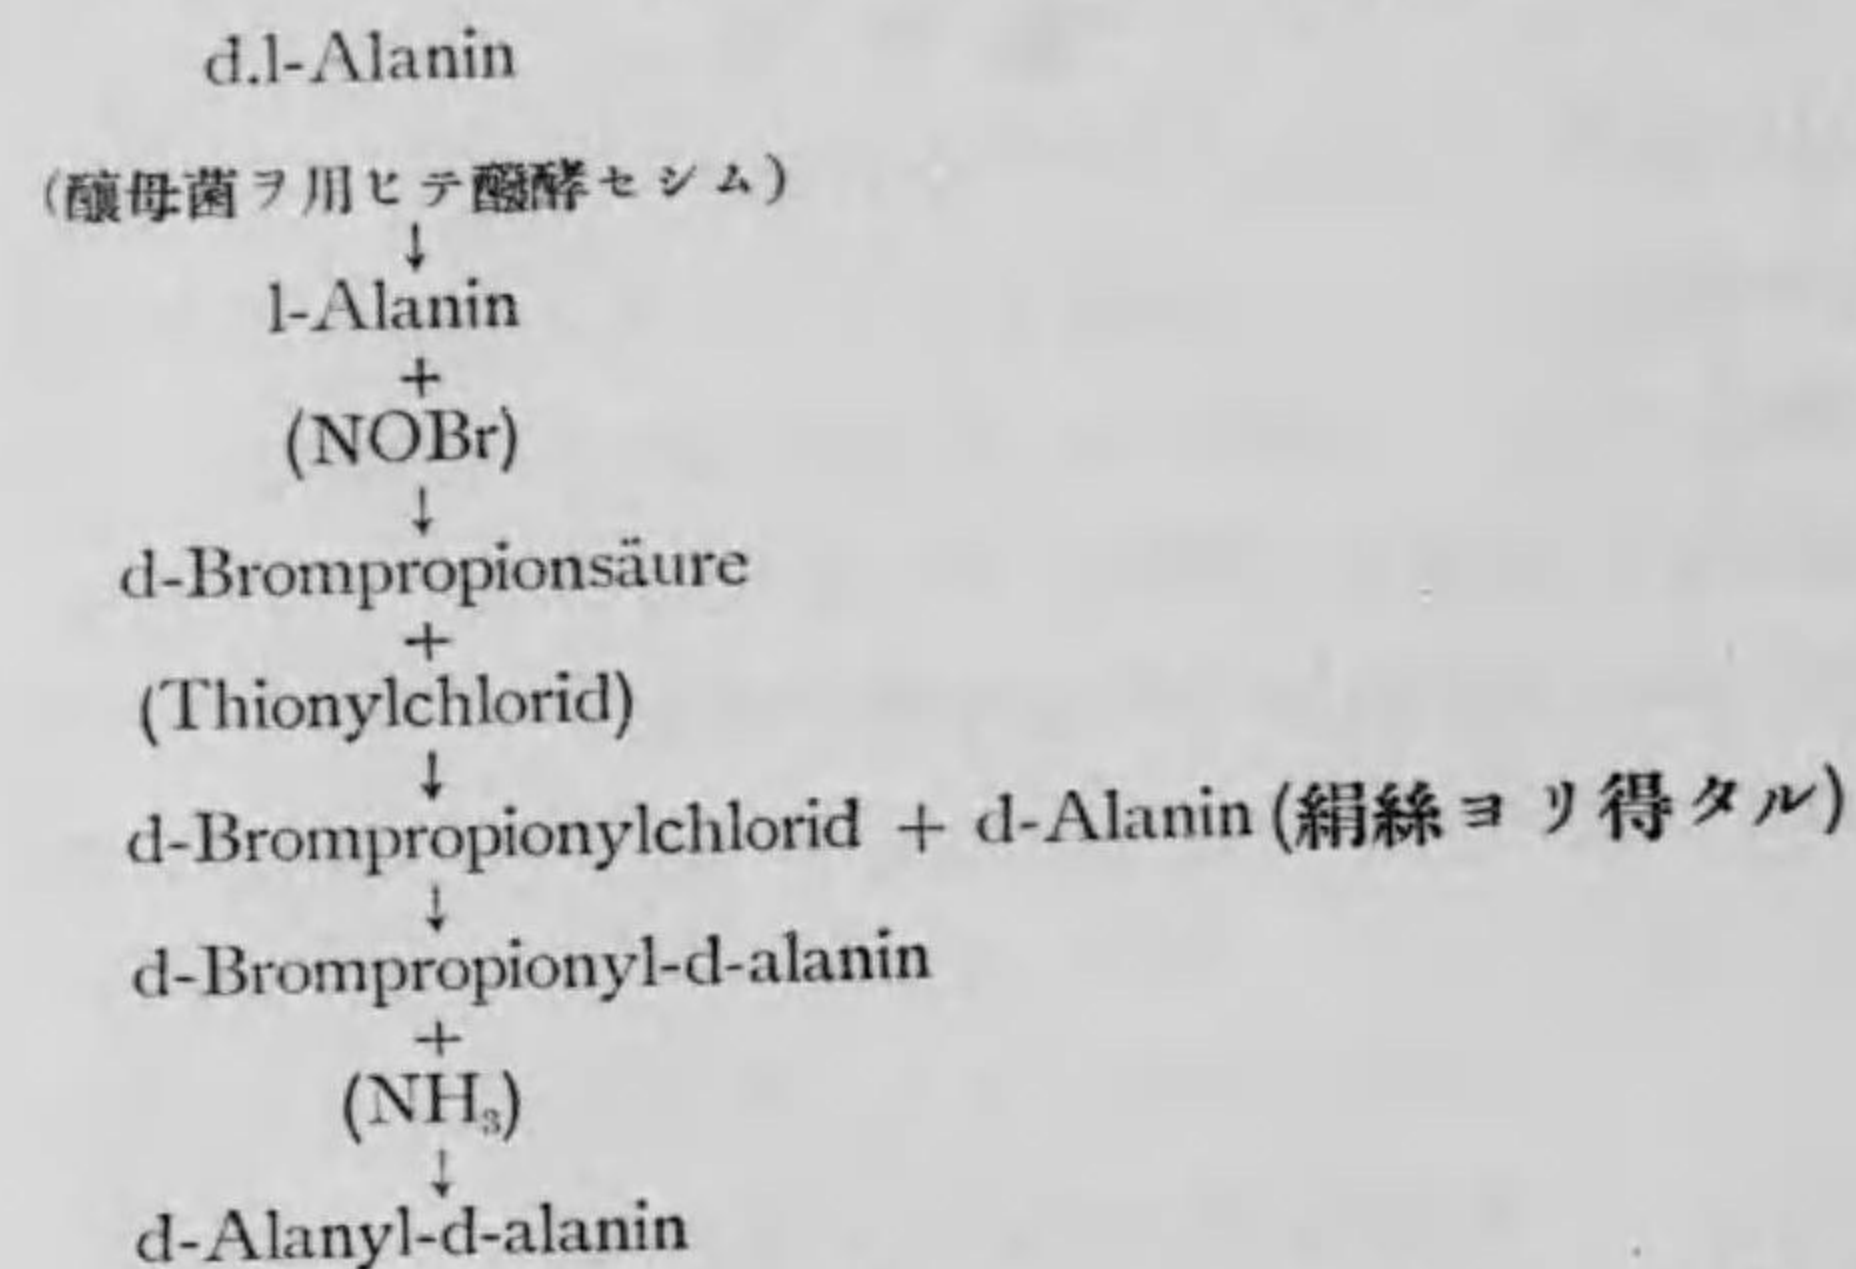 d.l-Alanin
(釀母菌ヲ用ヒテ醱酵セシム)
↓
l-Alanin
+
(NOBr)
↓
d-Brompropionsäure
+
(Thionylchlorid)
↓
d-Brompropionylchlorid + d-Alanin (絹絲ヨリ得タル)
↓
d-Brompropionyl-d-alanin
+
(NH₃)
↓
d-Alanyl-d-alanin